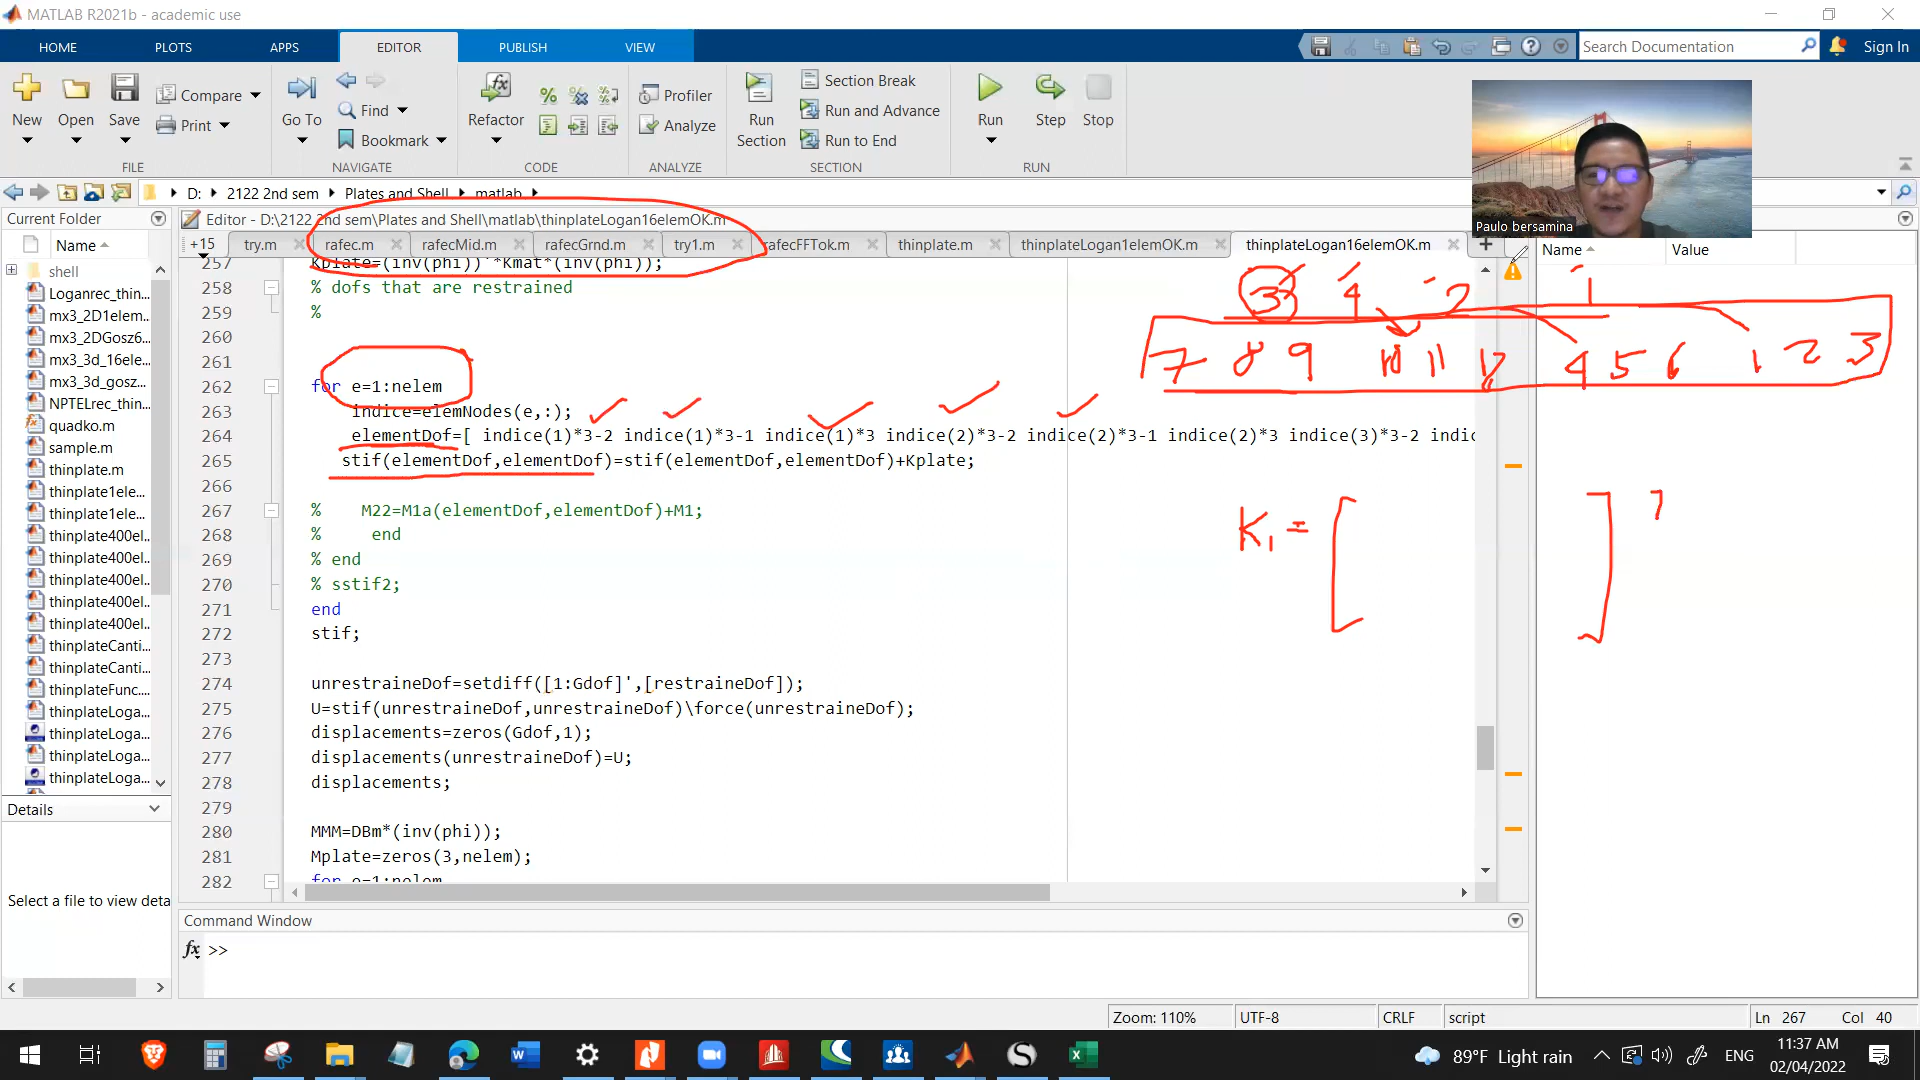 MATLAB R2021b - academic use
HOME PLOTS APPS EDITOR PUBLISH VIEW
Search Documentation
Sign In
New Open Save Compare Print
Go To Find Bookmark
Refactor
Profiler
Analyze
Run Section
Section Break
Run and Advance
Run to End
Run Step Stop
FILE NAVIGATE CODE ANALYZE SECTION RUN
Paulo bersamina
D: 2122 2nd sem Plates and Shell matlab
Current Folder
Editor - D:\2122 2nd sem\Plates and Shell\matlab\thinplateLogan16elemOK.m
+15 try.m rafec.m rafecMid.m rafecGrnd.m try1.m rafecFFTok.m thinplate.m thinplateLogan1elemOK.m thinplateLogan16elemOK.m
Name Value
Name
shell
Loganrec_thin...
mx3_2D1elem...
mx3_2DGosz6...
mx3_3d_16ele...
mx3_3d_gosz...
NPTELrec_thin...
quadko.m
sample.m
thinplate.m
thinplate1ele...
thinplate1ele...
thinplate400el...
thinplate400el...
thinplate400el...
thinplate400el...
thinplate400el...
thinplateCanti...
thinplateCanti...
thinplateFunc...
thinplateLoga...
thinplateLoga...
thinplateLoga...
thinplateLoga...
257 Kplate=(inv(phi))'*Kmat*(inv(phi));
258 % dofs that are restrained
259 %
260
261
262 for e=1:nelem
263 indice=elemNodes(e,:);
264 elementDof=[ indice(1)*3-2 indice(1)*3-1 indice(1)*3 indice(2)*3-2 indice(2)*3-1 indice(2)*3 indice(3)*3-2 indic
265 stif(elementDof,elementDof)=stif(elementDof,elementDof)+Kplate;
266
267 % M22=M1a(elementDof,elementDof)+M1;
268 % end
269 % end
270 % sstif2;
271 end
272 stif;
273
274 unrestraineDof=setdiff([1:Gdof]',[restraineDof]);
275 U=stif(unrestraineDof,unrestraineDof)\force(unrestraineDof);
276 displacements=zeros(Gdof,1);
277 displacements(unrestraineDof)=U;
278 displacements;
279
280 MMM=DBm*(inv(phi));
281 Mplate=zeros(3,nelem);
282 for e=1:nelem
3 4 2 1
7 8 9 10 11 12 4 5 6 1 2 3
K1 = [ ] 7
Details
Select a file to view deta
Command Window
fx >>
Zoom: 110% UTF-8 CRLF script Ln 267 Col 40
89°F Light rain
ENG
11:37 AM
02/04/2022